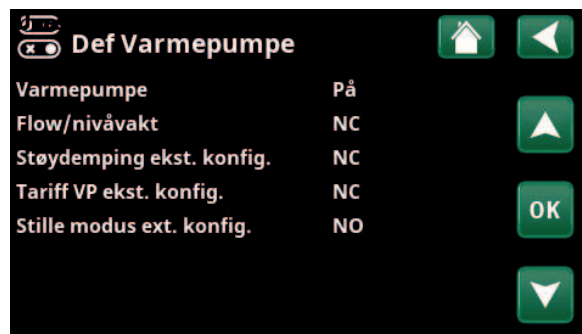 Def Varmepumpe
Varmepumpe På
Flow/nivåvakt NC
Støydemping ekst. konfig. NC
Tariff VP ekst. konfig. NC
Stille modus ext. konfig. NO
OK